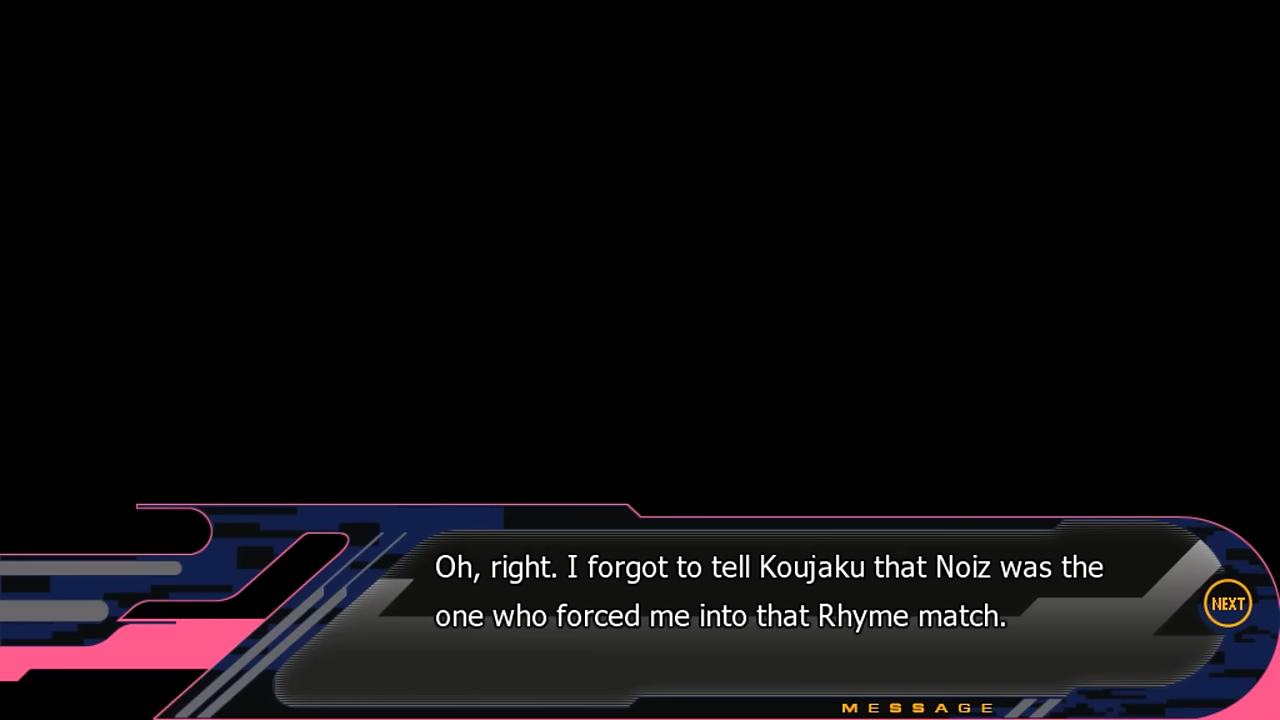 Oh, right. I forgot to tell Koujaku that Noiz was the
one who forced me into that Rhyme match.
NEXT
MESSAGE